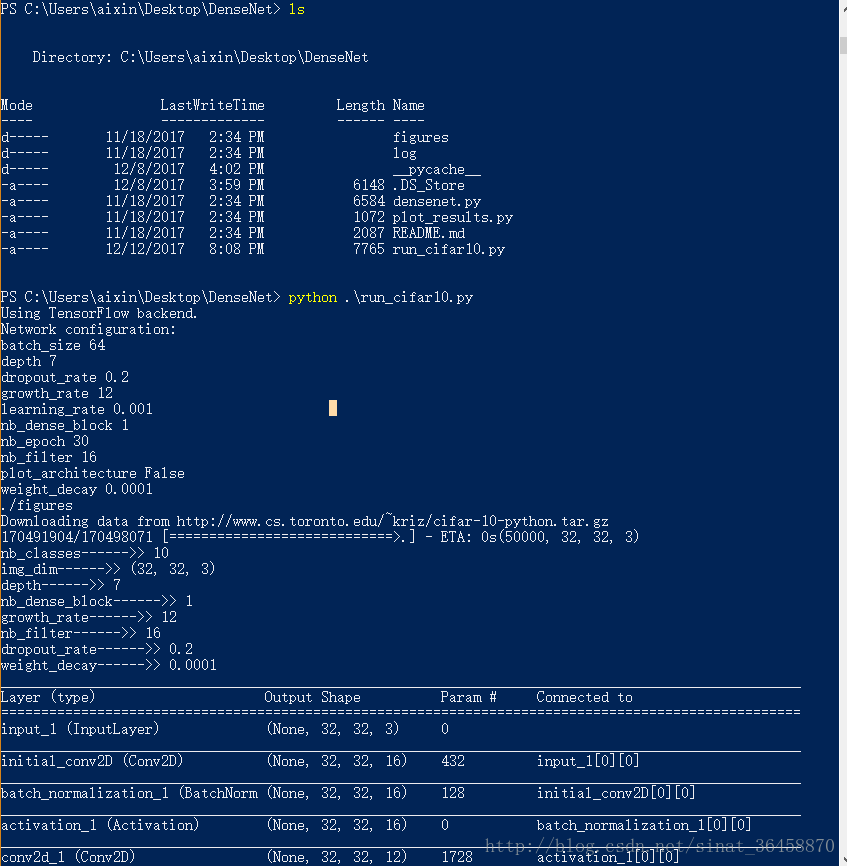 PS C:\Users\aixin\Desktop\DenseNet> ls
Directory: C:\Users\aixin\Desktop\DenseNet
Mode LastWriteTime Length Name
---- ------------- ------ ----
d----- 11/18/2017 2:34 PM figures
d----- 11/18/2017 2:34 PM log
d----- 12/8/2017 4:02 PM __pycache__
-a---- 12/8/2017 3:59 PM 6148 .DS_Store
-a---- 11/18/2017 2:34 PM 6584 densenet.py
-a---- 11/18/2017 2:34 PM 1072 plot_results.py
-a---- 11/18/2017 2:34 PM 2087 README.md
-a---- 12/12/2017 8:08 PM 7765 run_cifar10.py
PS C:\Users\aixin\Desktop\DenseNet> python .\run_cifar10.py
Using TensorFlow backend.
Network configuration:
batch_size 64
depth 7
dropout_rate 0.2
growth_rate 12
learning_rate 0.001
nb_dense_block 1
nb_epoch 30
nb_filter 16
plot_architecture False
weight_decay 0.0001
./figures
Downloading data from http://www.cs.toronto.edu/~kriz/cifar-10-python.tar.gz
170491904/170498071 [============================>.] - ETA: 0s(50000, 32, 32, 3)
nb_classes------>> 10
img_dim------>> (32, 32, 3)
depth------>> 7
nb_dense_block------>> 1
growth_rate------>> 12
nb_filter------>> 16
dropout_rate------>> 0.2
weight_decay------>> 0.0001
____________________________________________________________________________________________________
Layer (type) Output Shape Param # Connected to
====================================================================================================
input_1 (InputLayer) (None, 32, 32, 3) 0
____________________________________________________________________________________________________
initial_conv2D (Conv2D) (None, 32, 32, 16) 432 input_1[0][0]
____________________________________________________________________________________________________
batch_normalization_1 (BatchNorm (None, 32, 32, 16) 128 initial_conv2D[0][0]
____________________________________________________________________________________________________
activation_1 (Activation) (None, 32, 32, 16) 0 batch_normalization_1[0][0]
____________________________________________________________________________________________________
conv2d_1 (Conv2D) (None, 32, 32, 12) 1728 activation_1[0][0]
http://blog.csdn.net/sinat_36458870